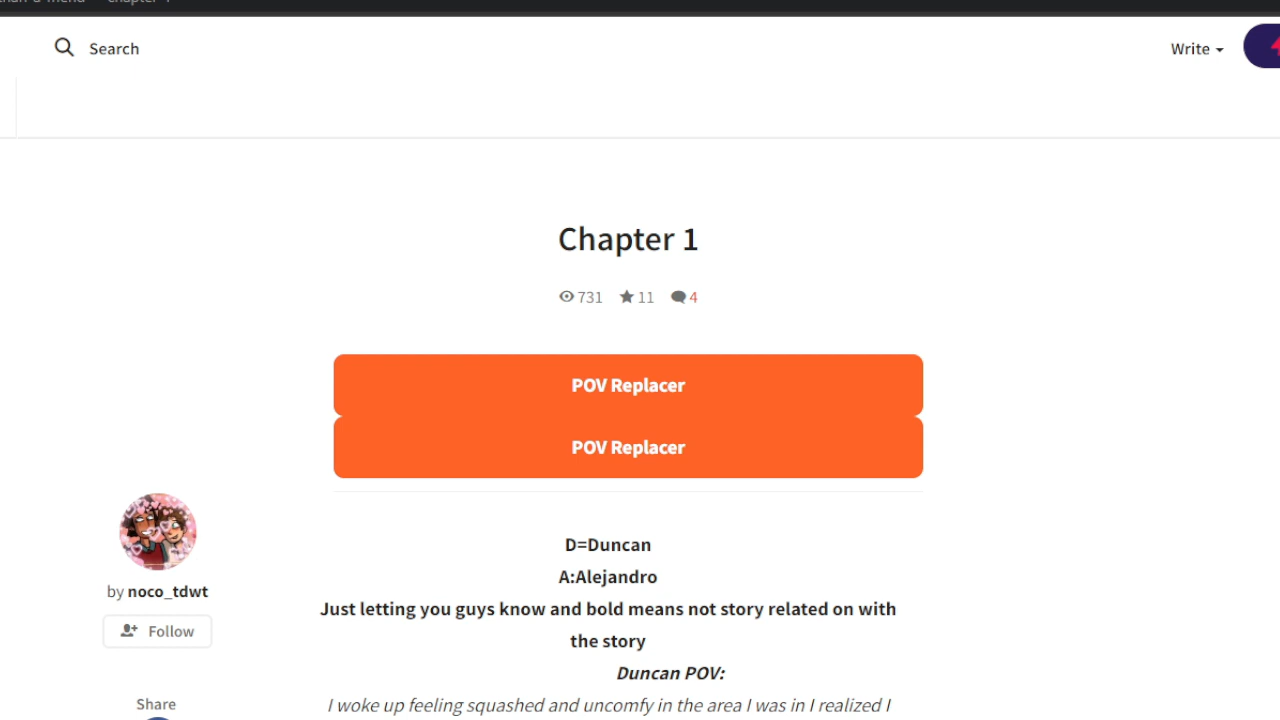 Search
Write
Chapter 1
731 11 4
POV Replacer
POV Replacer
D=Duncan
A:Alejandro
Just letting you guys know and bold means not story related on with
the story
Duncan POV:
I woke up feeling squashed and uncomfy in the area I was in I realized I
by noco_tdwt
Follow
Share